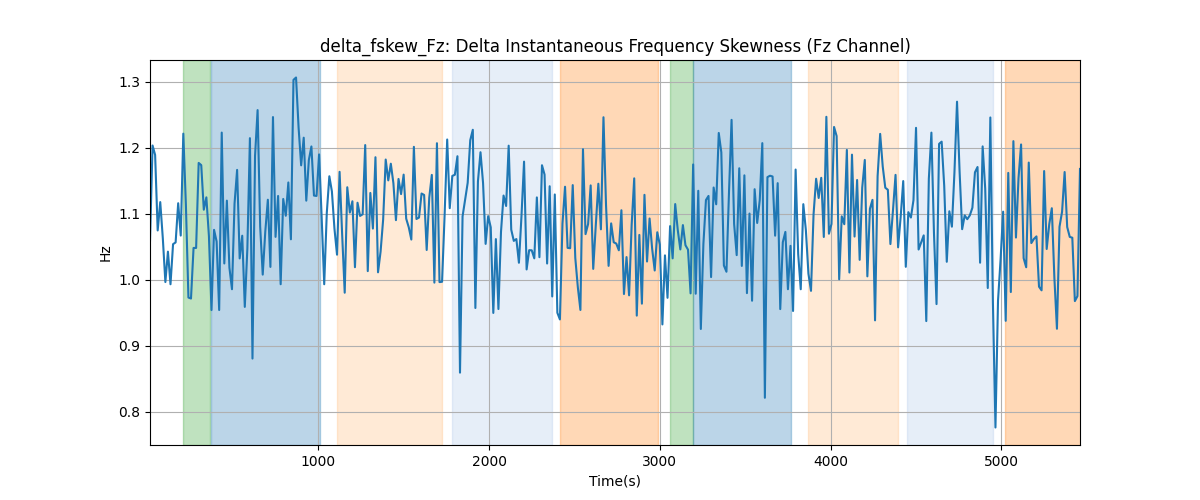 delta_fskew_Fz: Delta Instantaneous Frequency Skewness (Fz Channel)
1.3
1.2
1.1
1.0
0.9
0.8
Hz
1000 2000 3000 4000 5000
Time(s)